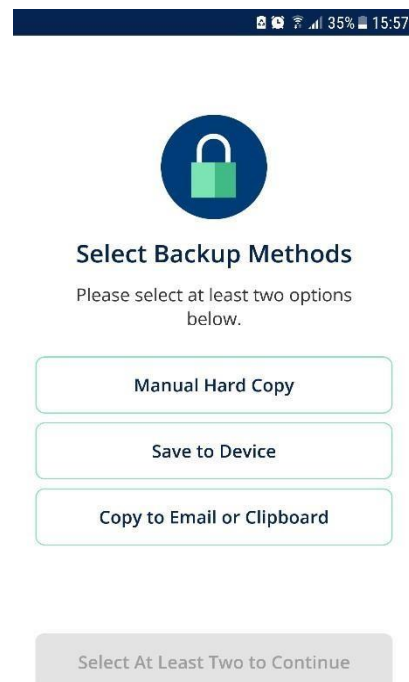 35% 15:57
Select Backup Methods
Please select at least two options
below.
Manual Hard Copy
Save to Device
Copy to Email or Clipboard
Select At Least Two to Continue